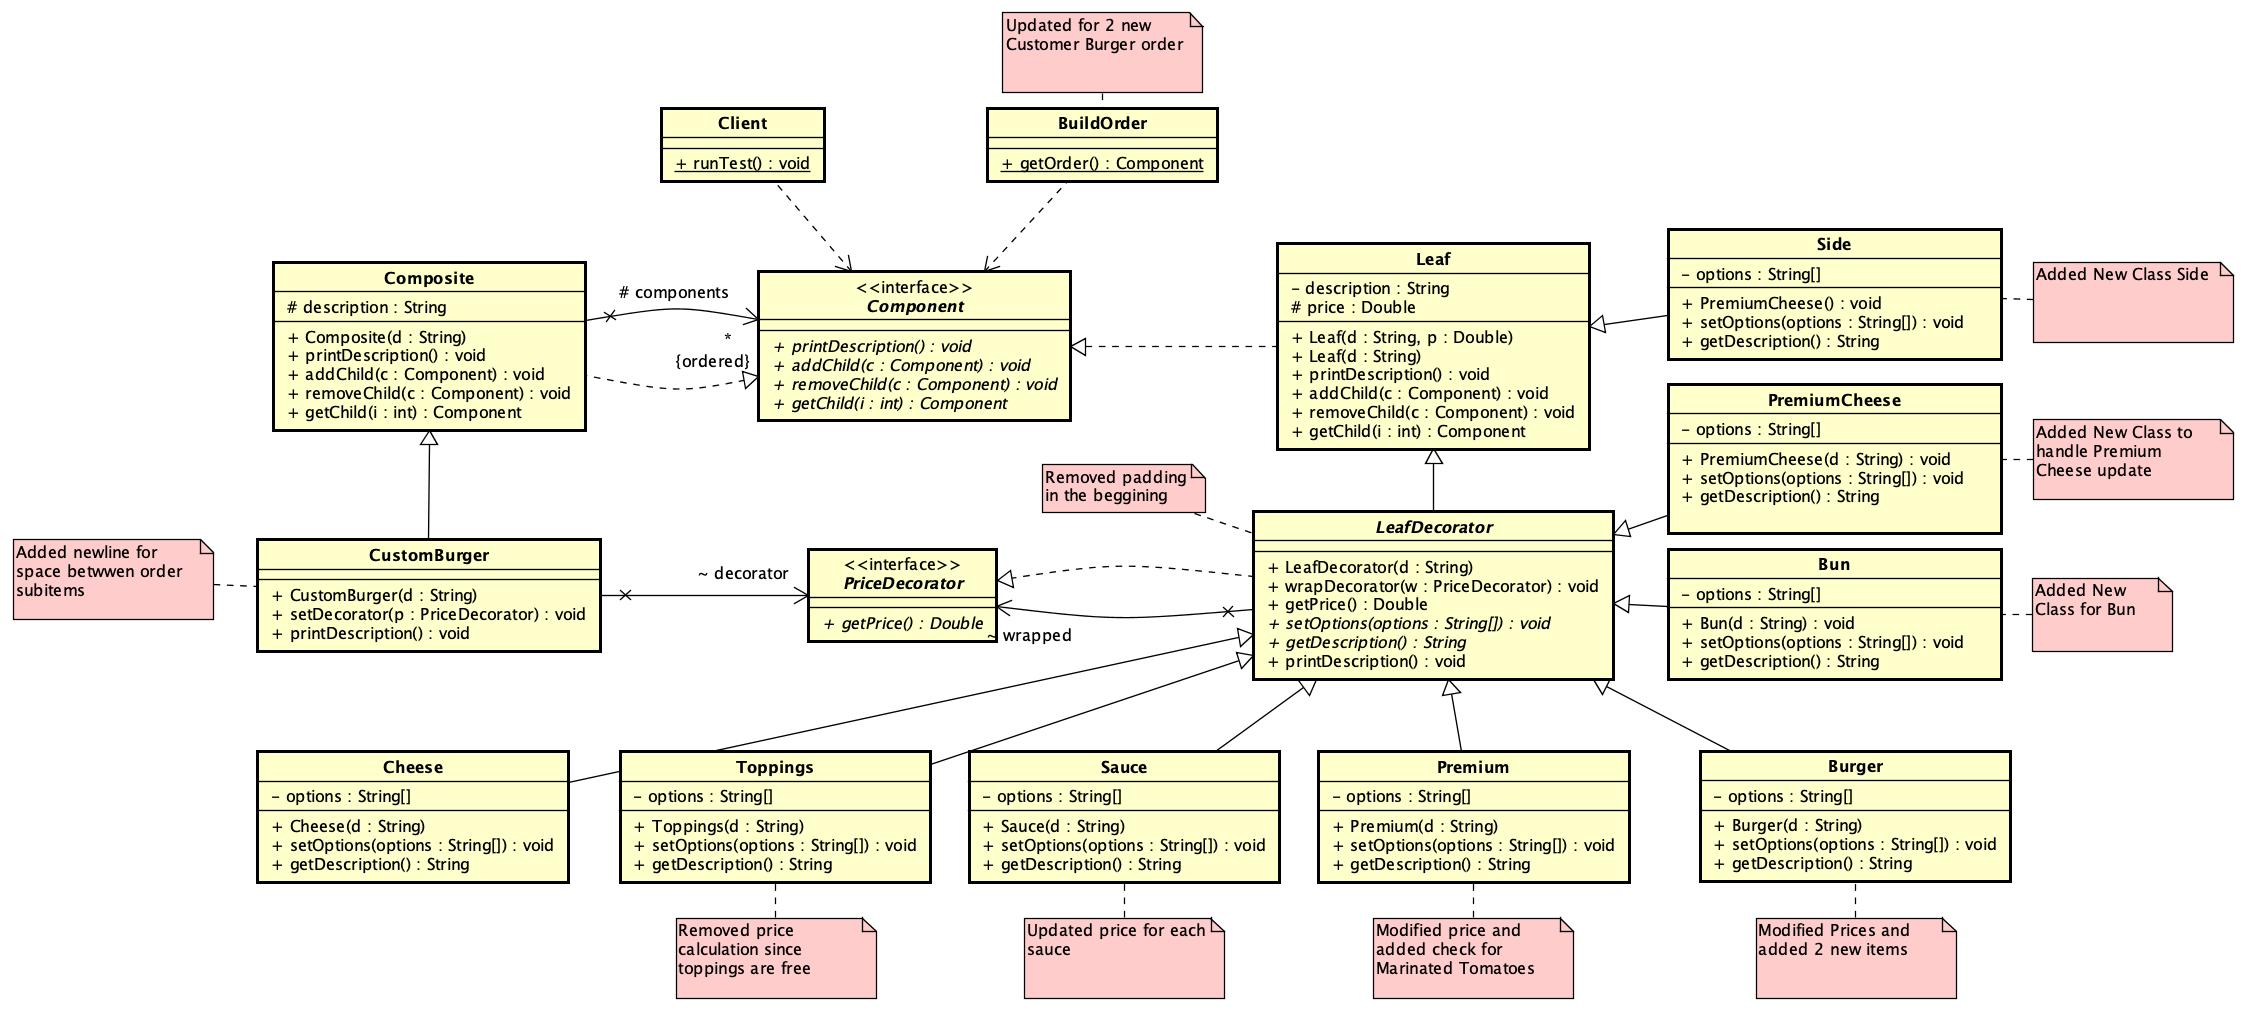 Updated for 2 new
Customer Burger order
Client
+ runTest() : void
BuildOrder
+ getOrder() : Component
Composite
# description : String
+ Composite(d : String)
+ printDescription() : void
+ addChild(c : Component) : void
+ removeChild(c : Component) : void
+ getChild(i : int) : Component
# components
*
{ordered}
<<interface>>
Component
+ printDescription() : void
+ addChild(c : Component) : void
+ removeChild(c : Component) : void
+ getChild(i : int) : Component
Leaf
– description : String
# price : Double
+ Leaf(d : String, p : Double)
+ Leaf(d : String)
+ printDescription() : void
+ addChild(c : Component) : void
+ removeChild(c : Component) : void
+ getChild(i : int) : Component
Side
– options : String[]
+ PremiumCheese() : void
+ setOptions(options : String[]) : void
+ getDescription() : String
Added New Class Side
PremiumCheese
– options : String[]
+ PremiumCheese(d : String) : void
+ setOptions(options : String[]) : void
+ getDescription() : String
Added New Class to
handle Premium
Cheese update
Removed padding
in the beggining
Added newline for
space betwwen order
subitems
CustomBurger
+ CustomBurger(d : String)
+ setDecorator(p : PriceDecorator) : void
+ printDescription() : void
~ decorator
<<interface>>
PriceDecorator
+ getPrice() : Double
~ wrapped
LeafDecorator
+ LeafDecorator(d : String)
+ wrapDecorator(w : PriceDecorator) : void
+ getPrice() : Double
+ setOptions(options : String[]) : void
+ getDescription() : String
+ printDescription() : void
Bun
– options : String[]
+ Bun(d : String) : void
+ setOptions(options : String[]) : void
+ getDescription() : String
Added New
Class for Bun
Cheese
– options : String[]
+ Cheese(d : String)
+ setOptions(options : String[]) : void
+ getDescription() : String
Toppings
– options : String[]
+ Toppings(d : String)
+ setOptions(options : String[]) : void
+ getDescription() : String
Sauce
– options : String[]
+ Sauce(d : String)
+ setOptions(options : String[]) : void
+ getDescription() : String
Premium
– options : String[]
+ Premium(d : String)
+ setOptions(options : String[]) : void
+ getDescription() : String
Burger
– options : String[]
+ Burger(d : String)
+ setOptions(options : String[]) : void
+ getDescription() : String
Removed price
calculation since
toppings are free
Updated price for each
sauce
Modified price and
added check for
Marinated Tomatoes
Modified Prices and
added 2 new items